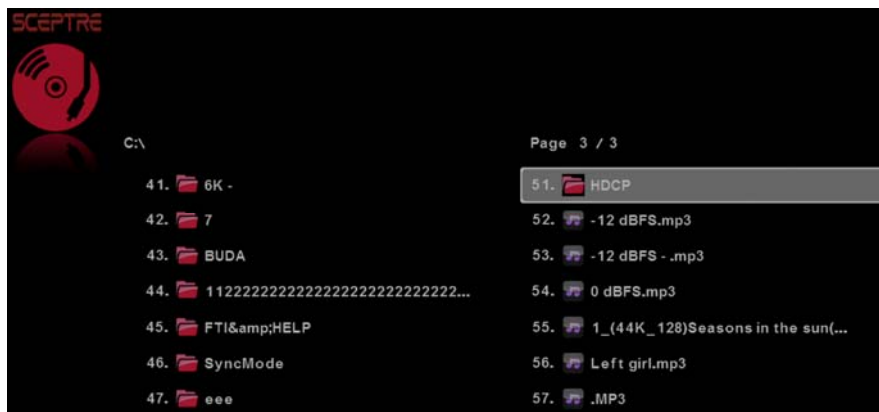 SCEPTRE
C:\
Page 3 / 3
41. 6K -
42. 7
43. BUDA
44. 1122222222222222222222222222...
45. FTI&amp;HELP
46. SyncMode
47. eee
51. HDCP
52. -12 dBFS.mp3
53. -12 dBFS - .mp3
54. 0 dBFS.mp3
55. 1_(44K_128)Seasons in the sun(...
56. Left girl.mp3
57. .MP3